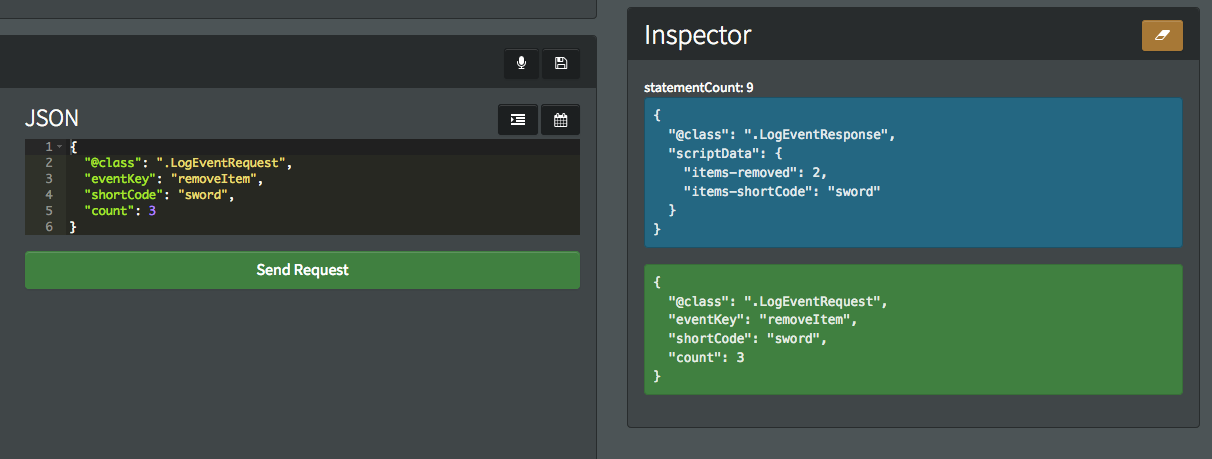 JSON
1 {
2 "@class": ".LogEventRequest",
3 "eventKey": "removeItem",
4 "shortCode": "sword",
5 "count": 3
6 }
Send Request
Inspector
statementCount: 9
{
"@class": ".LogEventResponse",
"scriptData": {
"items-removed": 2,
"items-shortCode": "sword"
}
}
{
"@class": ".LogEventRequest",
"eventKey": "removeItem",
"shortCode": "sword",
"count": 3
}